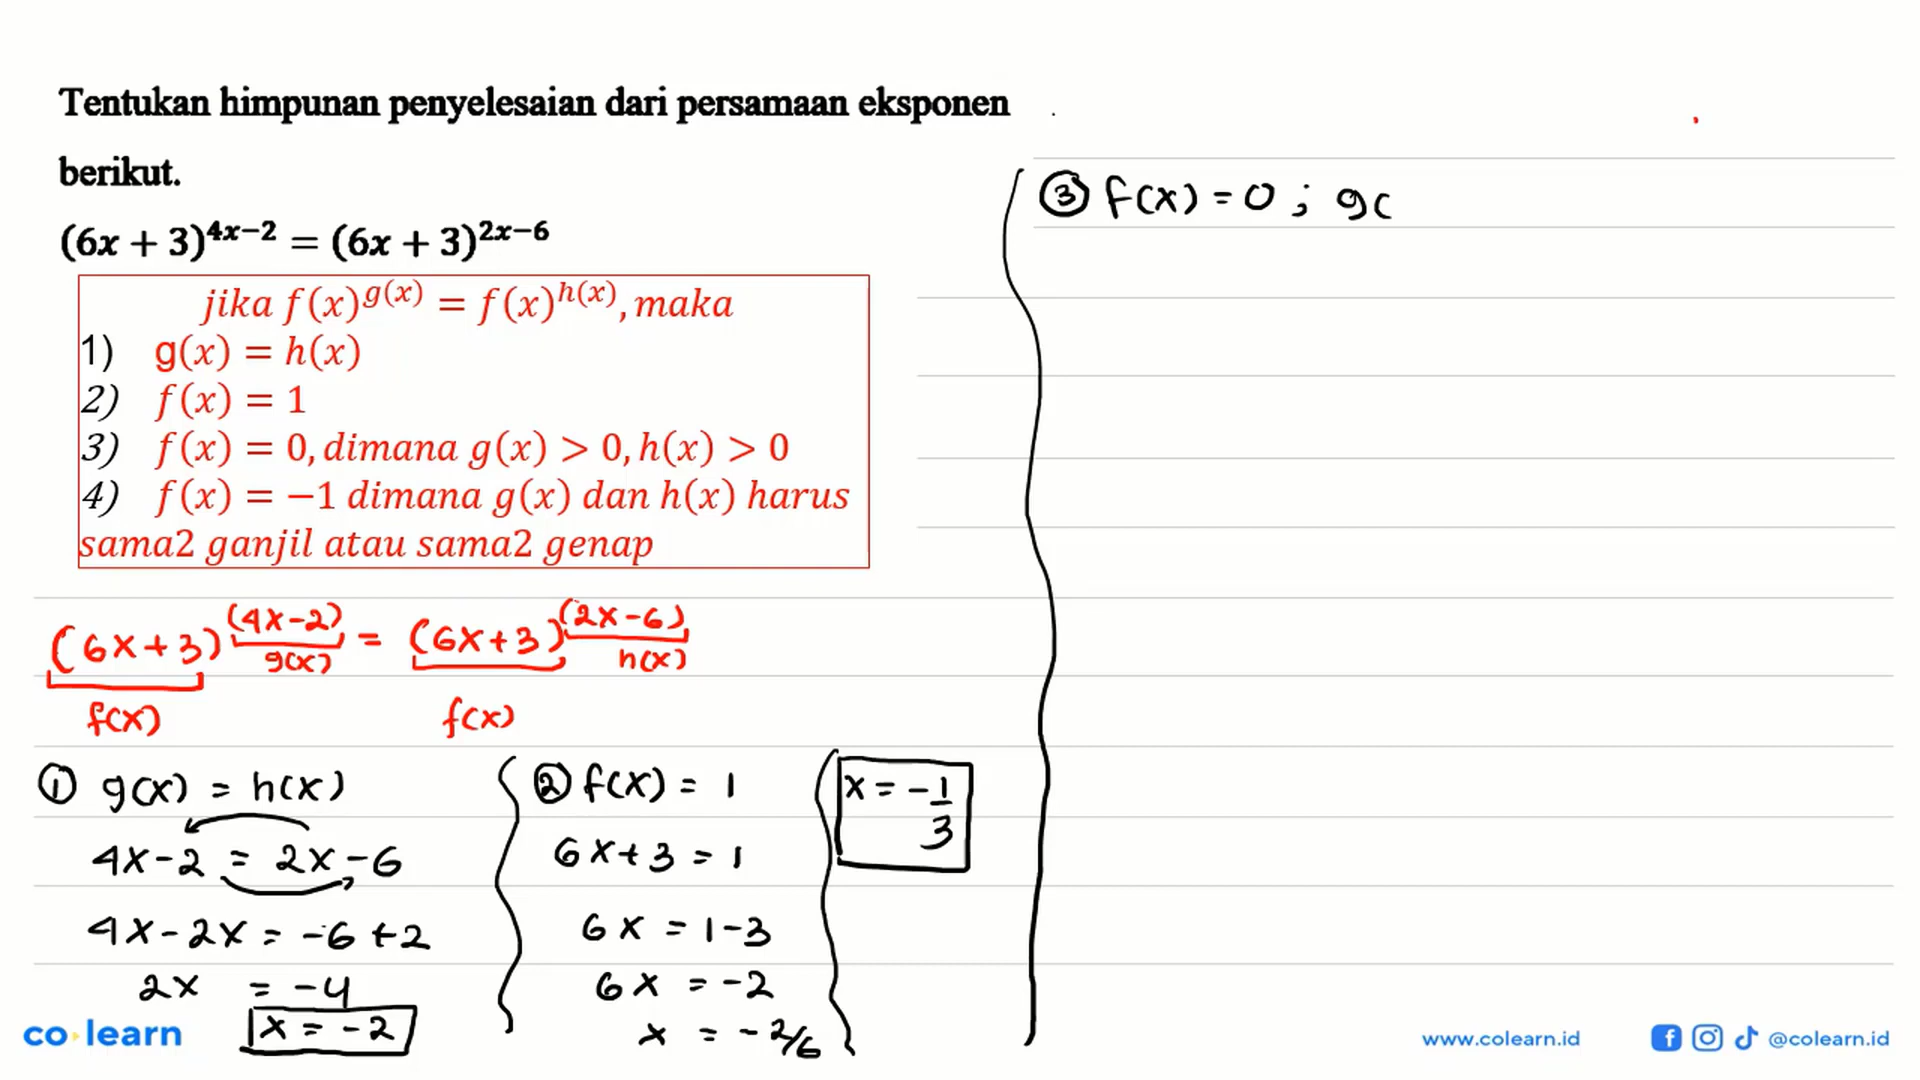 Tentukan himpunan penyelesaian dari persamaan eksponen
berikut.
(6x + 3)^{4x−2} = (6x + 3)^{2x−6}
jika f(x)^{g(x)} = f(x)^{h(x)}, maka
1) g(x) = h(x)
2) f(x) = 1
3) f(x) = 0, dimana g(x) > 0, h(x) > 0
4) f(x) = −1 dimana g(x) dan h(x) harus
sama2 ganjil atau sama2 genap
(6x+3)^{(4x-2)} = (6x+3)^{(2x-6)}
g(x) h(x)
f(x) f(x)
① g(x) = h(x)
4x-2 = 2x-6
4x-2x = -6+2
2x = -4
x = -2
② f(x) = 1
6x+3 = 1
6x = 1-3
6x = -2
x = -2/6
x = -1/3
③ f(x) = 0 ; g(
co learn
www.colearn.id
@colearn.id